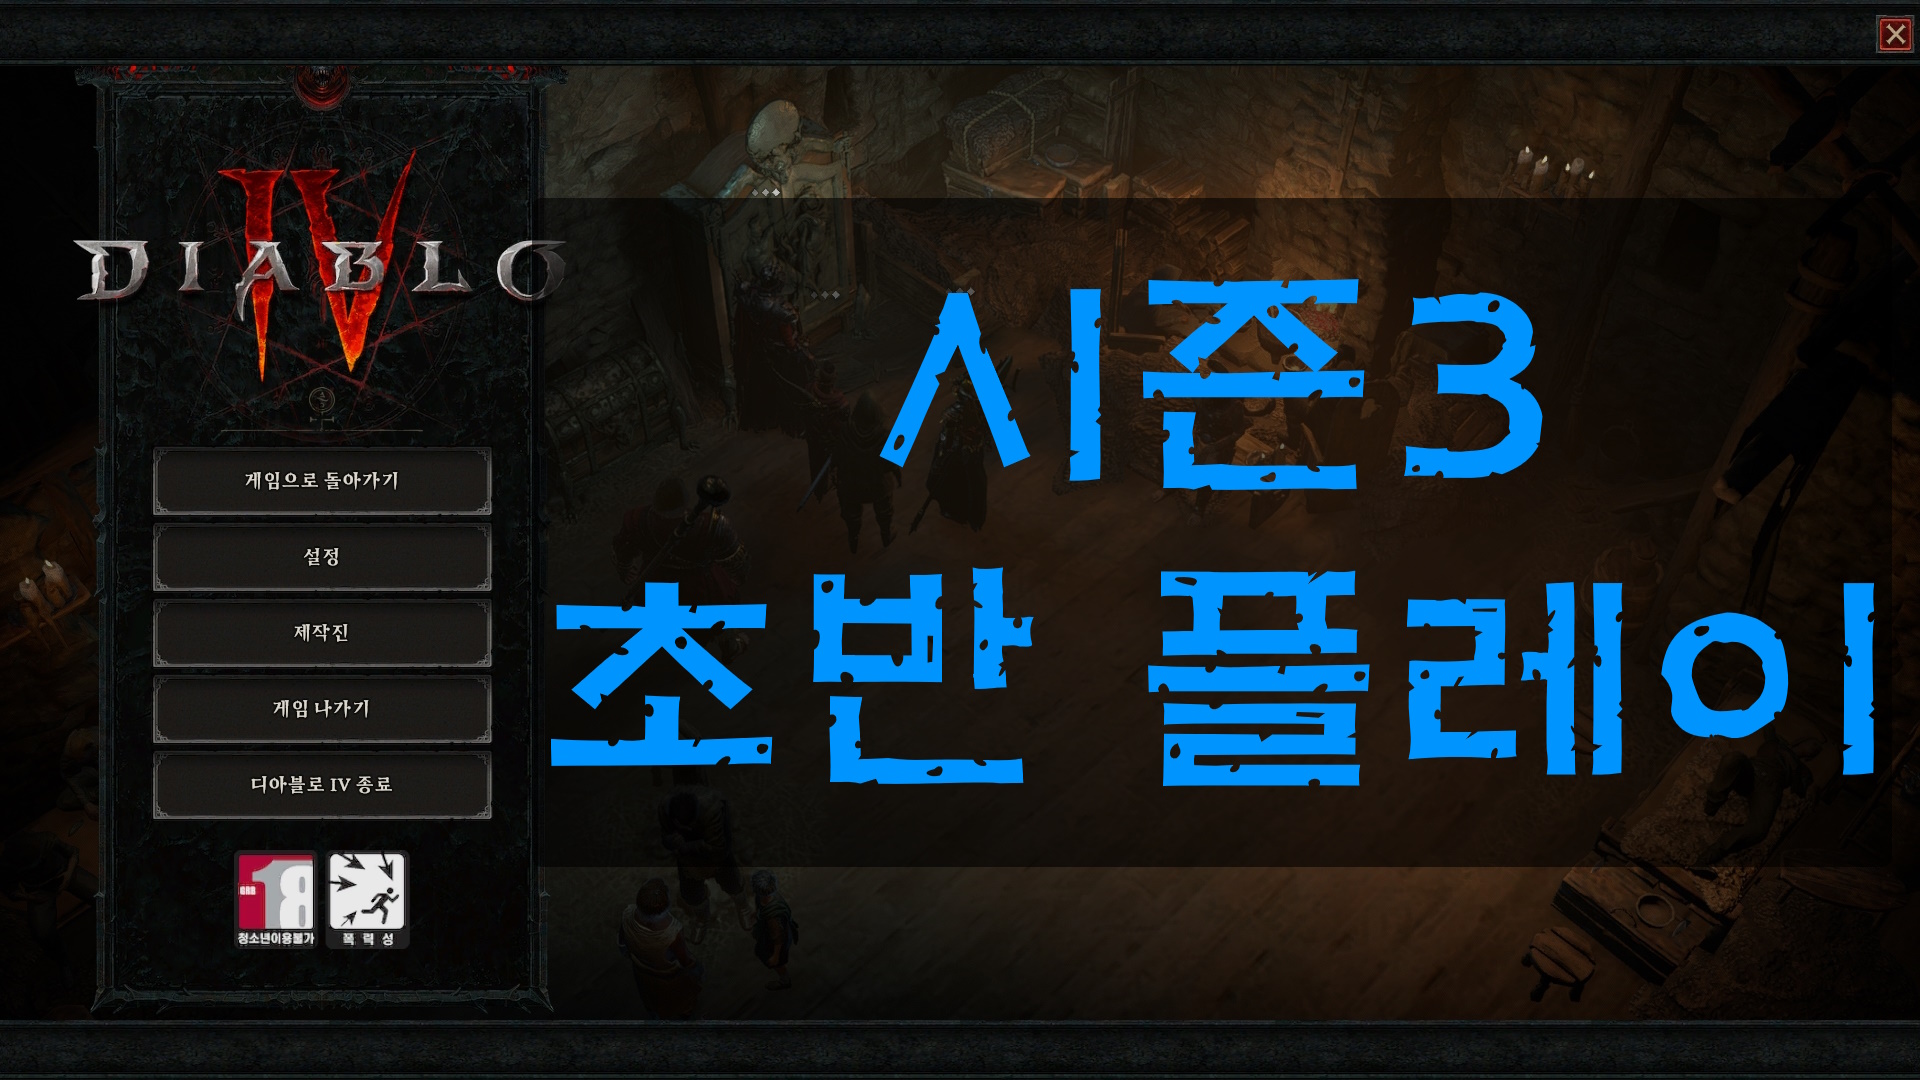 DIABLO
IV
게임으로 돌아가기
설정
제작진
게임 나가기
디아블로 IV 종료
GRB
18
청소년이용불가
폭력성
시즌3
초반 플레이